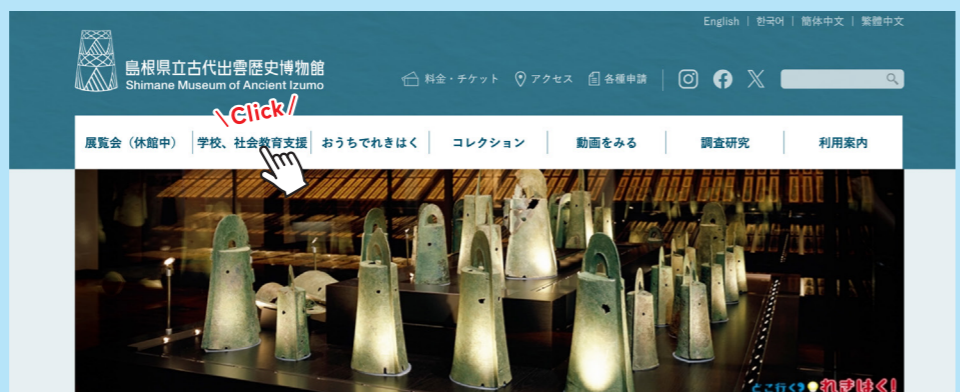 English | 한국어 | 簡体中文 | 繁體中文
島根県立古代出雲歴史博物館
Shimane Museum of Ancient Izumo
料金・チケット アクセス 各種申請
Click
展覧会（休館中） 学校、社会教育支援 おうちでれきはく コレクション 動画をみる 調査研究 利用案内
どこ行く？れきはく！